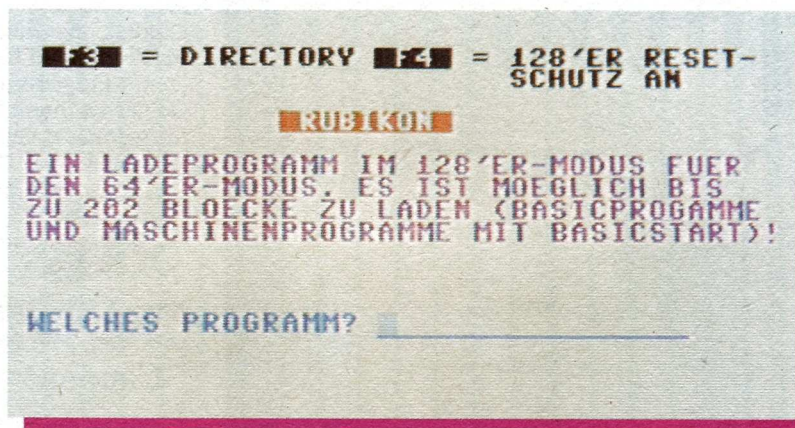 F3 = DIRECTORY F4 = 128'ER RESET-
SCHUTZ AN
RUBIKON
EIN LADEPROGRAMM IM 128'ER-MODUS FUER
DEN 64'ER-MODUS. ES IST MOEGLICH BIS
ZU 202 BLOECKE ZU LADEN (BASICPROGAMME
UND MASCHINENPROGRAMME MIT BASICSTART)!
WELCHES PROGRAMM?